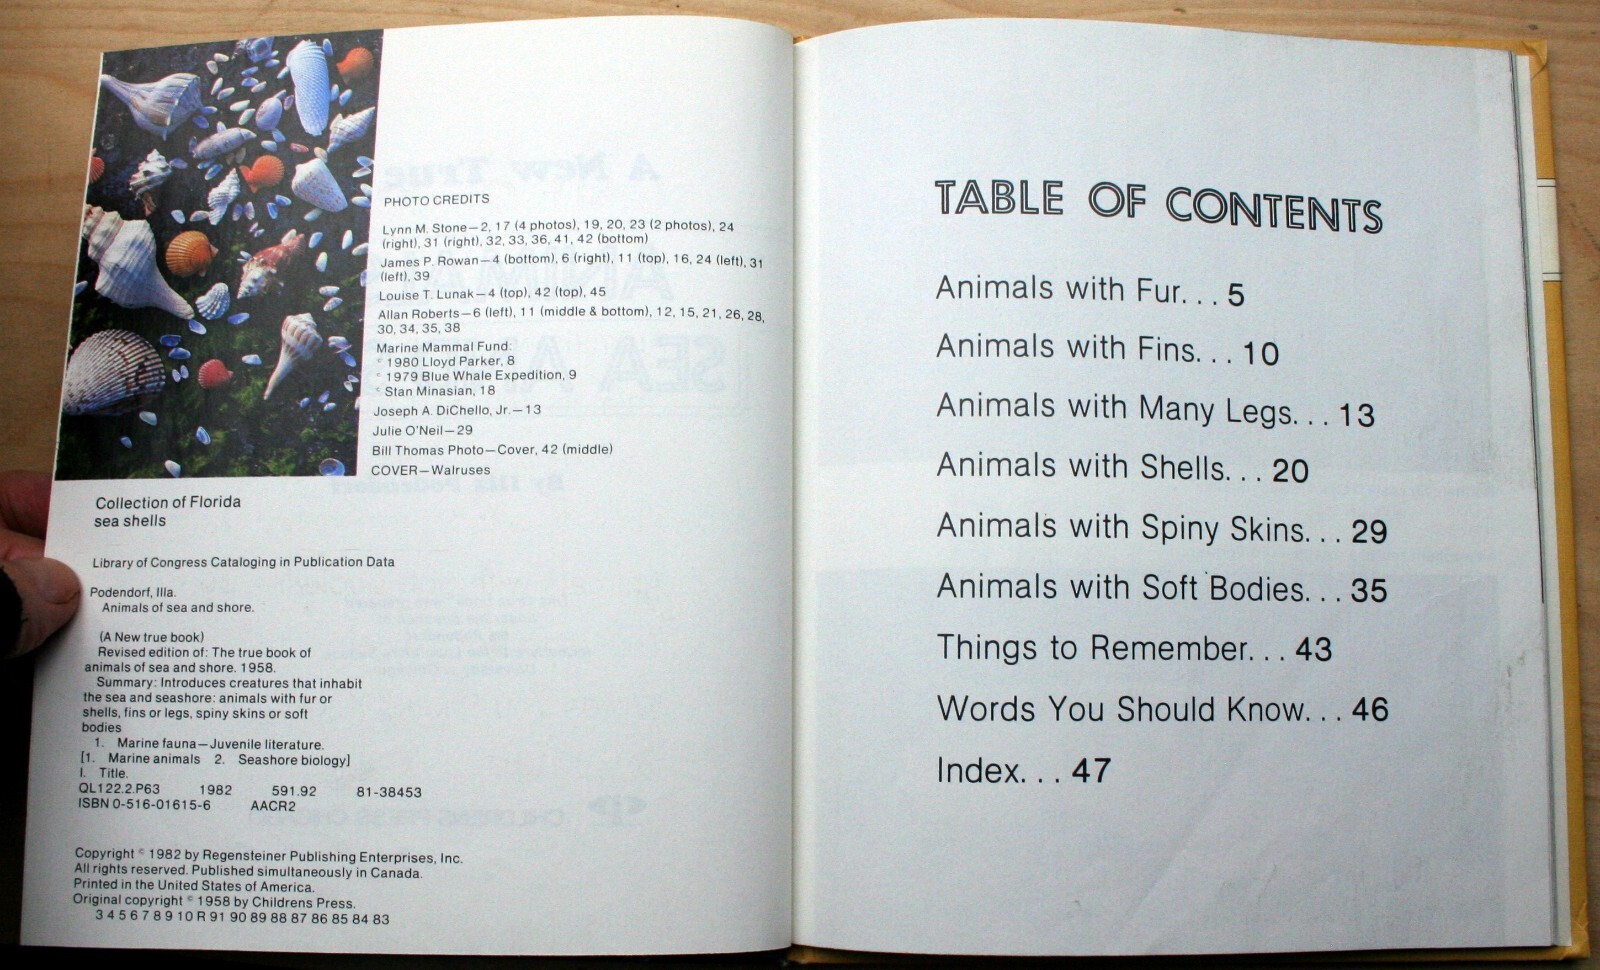 PHOTO CREDITS
Lynn M. Stone—2, 17 (4 photos), 19, 20, 23 (2 photos), 24
(right), 31 (right), 32, 33, 36, 41, 42 (bottom)
James P. Rowan—4 (bottom), 6 (right), 11 (top), 16, 24 (left), 31
(left), 39
Louise T. Lunak—4 (top), 42 (top), 45
Allan Roberts—6 (left), 11 (middle & bottom), 12, 15, 21, 26, 28,
30, 34, 35, 38
Marine Mammal Fund:
© 1980 Lloyd Parker, 8
© 1979 Blue Whale Expedition, 9
© Stan Minasian, 18
Joseph A. DiChello, Jr.—13
Julie O'Neil—29
Bill Thomas Photo—Cover, 42 (middle)
COVER—Walruses
Collection of Florida
sea shells
Library of Congress Cataloging in Publication Data
Podendorf, Illa.
Animals of sea and shore.
(A New true book)
Revised edition of: The true book of
animals of sea and shore. 1958.
Summary: Introduces creatures that inhabit
the sea and seashore: animals with fur or
shells, fins or legs, spiny skins or soft
bodies
1. Marine fauna—Juvenile literature.
[1. Marine animals 2. Seashore biology]
I. Title.
QL122.2.P63 1982 591.92 81-38453
ISBN 0-516-01615-6 AACR2
Copyright © 1982 by Regensteiner Publishing Enterprises, Inc.
All rights reserved. Published simultaneously in Canada.
Printed in the United States of America.
Original copyright © 1958 by Childrens Press.
3 4 5 6 7 8 9 10 R 91 90 89 88 87 86 85 84 83
TABLE OF CONTENTS
Animals with Fur. . . 5
Animals with Fins. . . 10
Animals with Many Legs. . . 13
Animals with Shells. . . 20
Animals with Spiny Skins. . . 29
Animals with Soft Bodies. . . 35
Things to Remember. . . 43
Words You Should Know. . . 46
Index. . . 47